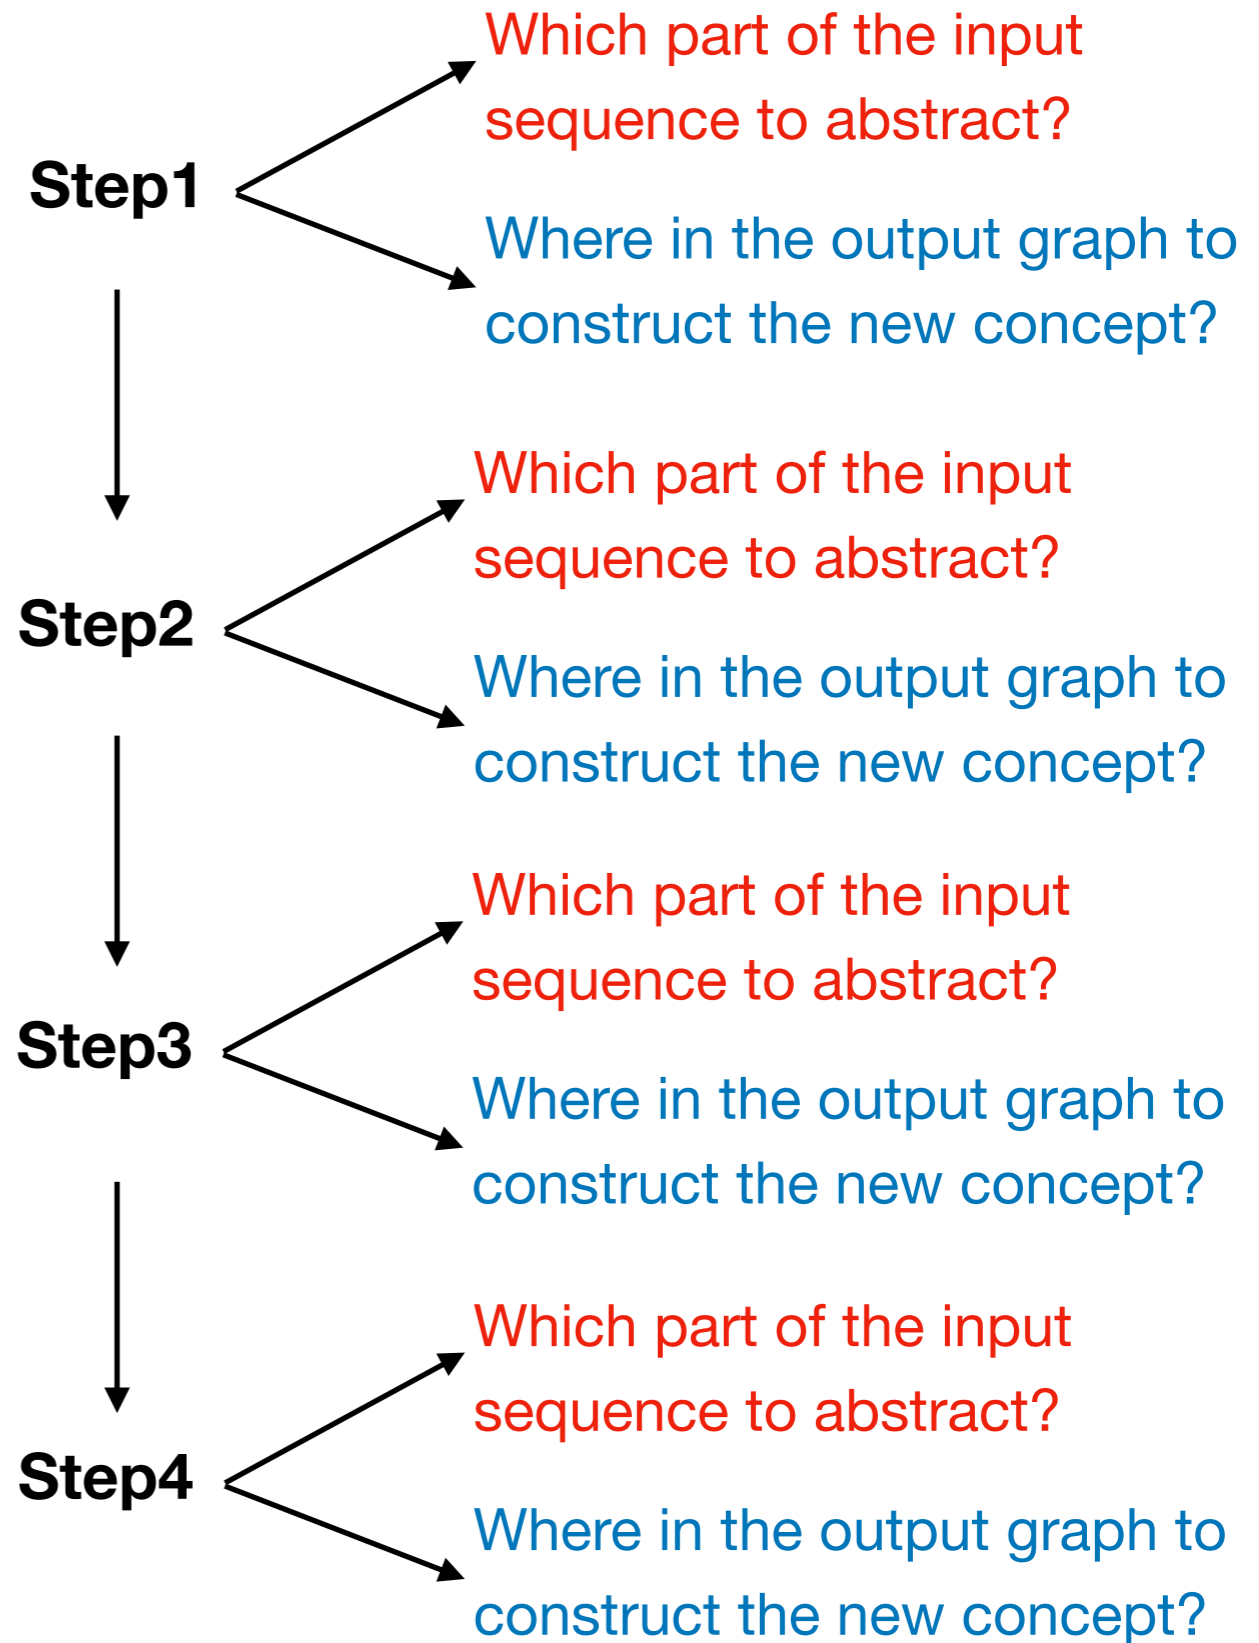 Which part of the input
sequence to abstract?
Step1
Where in the output graph to
construct the new concept?
Which part of the input
sequence to abstract?
Step2
Where in the output graph to
construct the new concept?
Which part of the input
sequence to abstract?
Step3
Where in the output graph to
construct the new concept?
Which part of the input
sequence to abstract?
Step4
Where in the output graph to
construct the new concept?